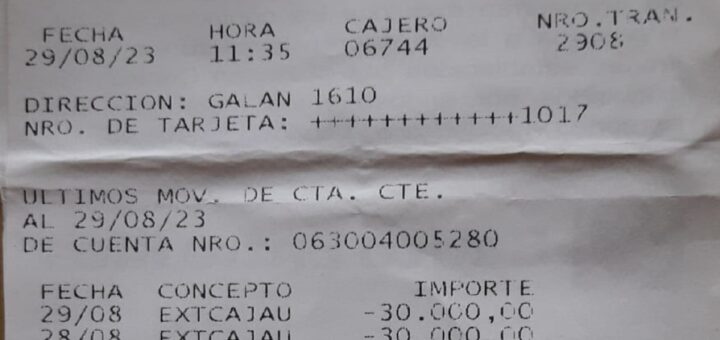 FECHA HORA CAJERO NRO.TRAN.
29/08/23 11:35 06744 2908
DIRECCION: GALAN 1610
NRO. DE TARJETA: ++++++++++++1017
ULTIMOS MOV. DE CTA. CTE.
AL 29/08/23
DE CUENTA NRO.: 063004005280
FECHA CONCEPTO IMPORTE
29/08 EXTCAJAU -30.000,00
28/08 EXTCAJAU -30.000,00